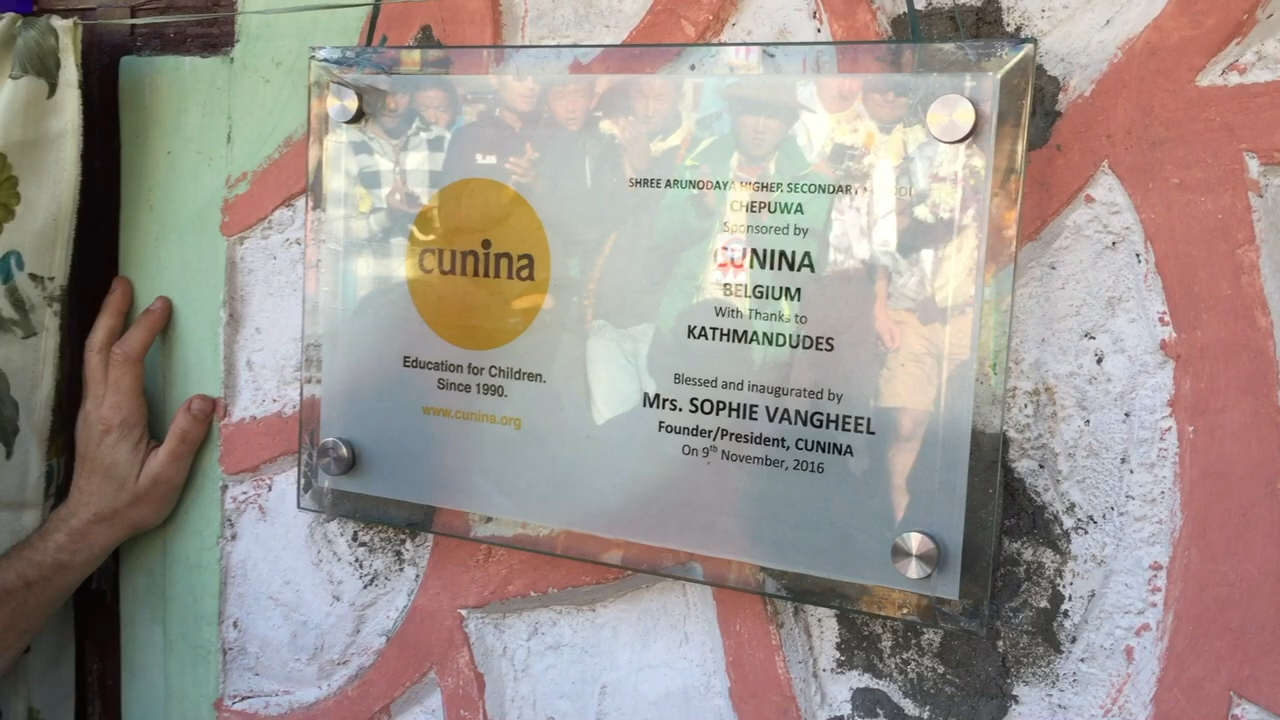 cunina
Education for Children.
Since 1990.
www.cunina.org
SHREE ARUNODAYA HIGHER SECONDARY
CHEPUWA
Sponsored by
CUNINA
BELGIUM
With Thanks to
KATHMANDUDES
Blessed and inaugurated by
Mrs. SOPHIE VANGHEEL
Founder/President, CUNINA
On 9th November, 2016